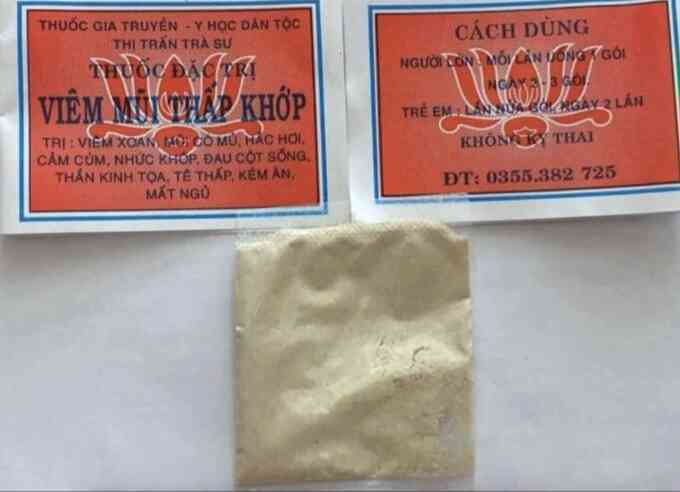 THUỐC GIA TRUYỀN - Y HỌC DÂN TỘC
THỊ TRẤN TRÀ SƯ
THUỐC ĐẶC TRỊ
VIÊM MŨI THẤP KHỚP
TRỊ : VIÊM XOAN, MŨI CÓ MỦ, HẮC HƠI,
CẢM CÚM, NHỨC KHỚP, ĐAU CỘT SỐNG,
THẦN KINH TỌA, TÊ THẤP, KÉM ĂN,
MẤT NGỦ
CÁCH DÙNG
NGƯỜI LỚN : MỖI LẦN UỐNG 1 GÓI
NGÀY 2 - 3 GÓI
TRẺ EM : LẦN NỬA GÓI, NGÀY 2 LẦN
KHÔNG KỴ THAI
ĐT: 0355.382 725